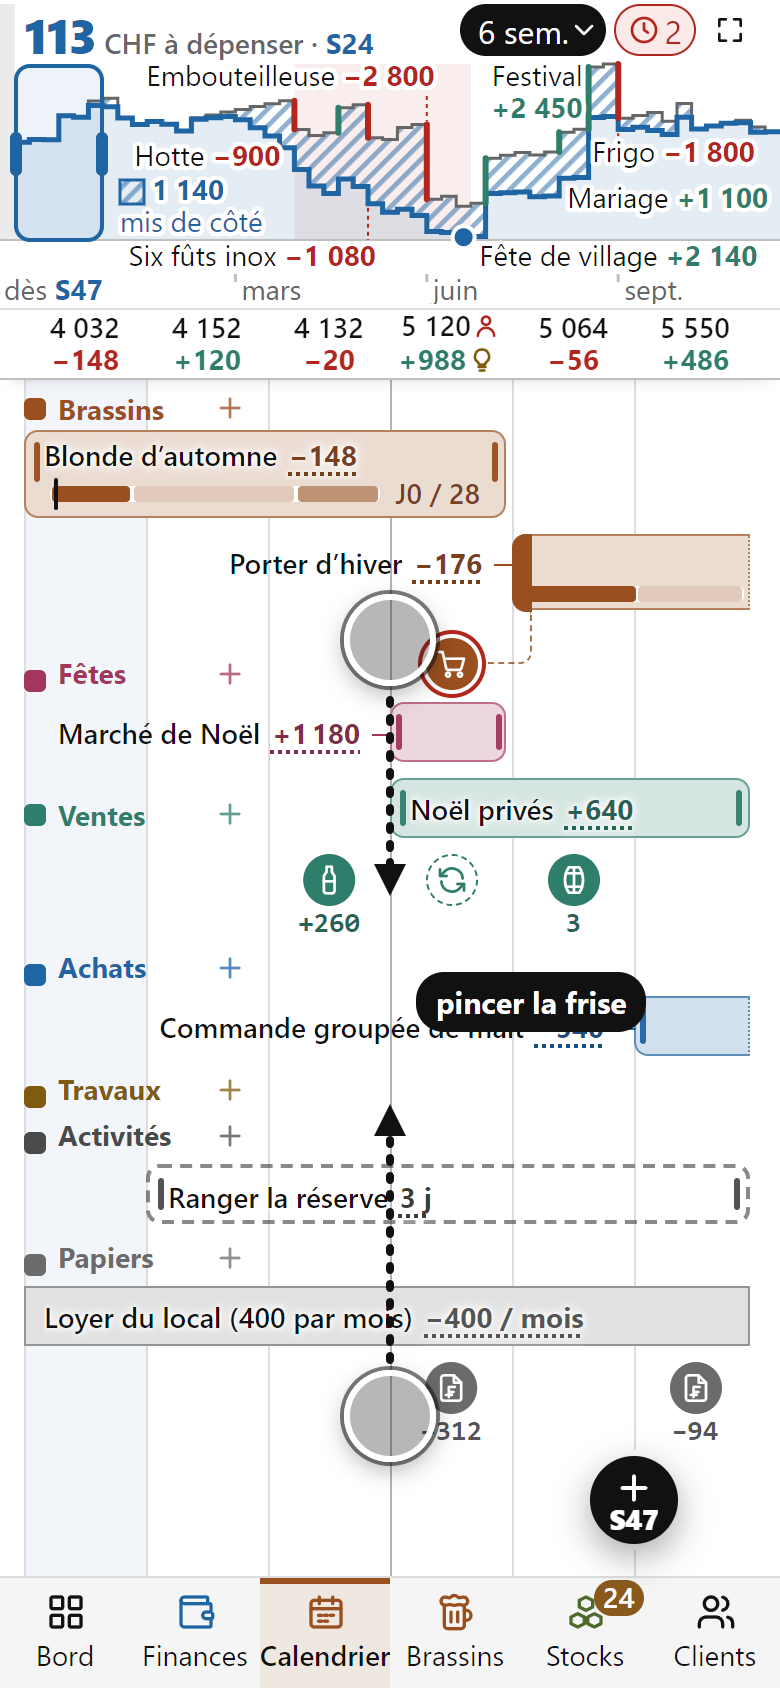 113 CHF à dépenser · S24
6 sem.
2
Embouteilleuse −2 800
Festival
+2 450
Hotte −900
Frigo −1 800
1 140
mis de côté
Mariage +1 100
Six fûts inox −1 080
Fête de village +2 140
dès S47
mars
juin
sept.
4 032 4 152 4 132 5 120 5 064 5 550
−148 +120 −20 +988 −56 +486
Brassins +
Blonde d’automne −148
J0 / 28
Porter d’hiver −176
Fêtes +
Marché de Noël +1 180
Ventes +
Noël privés +640
+260
3
Achats +
pincer la frise
Commande groupée de
Travaux +
Activités +
Ranger la réserve 3 j
Papiers +
Loyer du local (400 par mois) −400 / mois
−312
−94
+
S47
24
Bord Finances Calendrier Brassins Stocks Clients